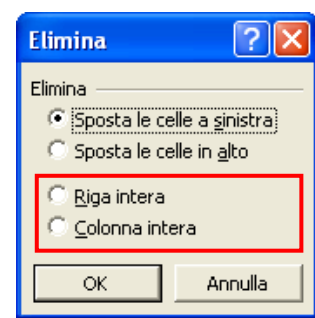 Elimina
Elimina
Sposta le celle a sinistra
Sposta le celle in alto
Riga intera
Colonna intera
OK Annulla